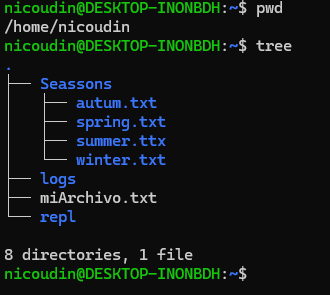 nicoudin@DESKTOP-INONBDH:~$ pwd
/home/nicoudin
nicoudin@DESKTOP-INONBDH:~$ tree
.
├── Seassons
│   ├── autum.txt
│   ├── spring.txt
│   ├── summer.ttx
│   └── winter.txt
├── logs
├── miArchivo.txt
└── repl
8 directories, 1 file
nicoudin@DESKTOP-INONBDH:~$